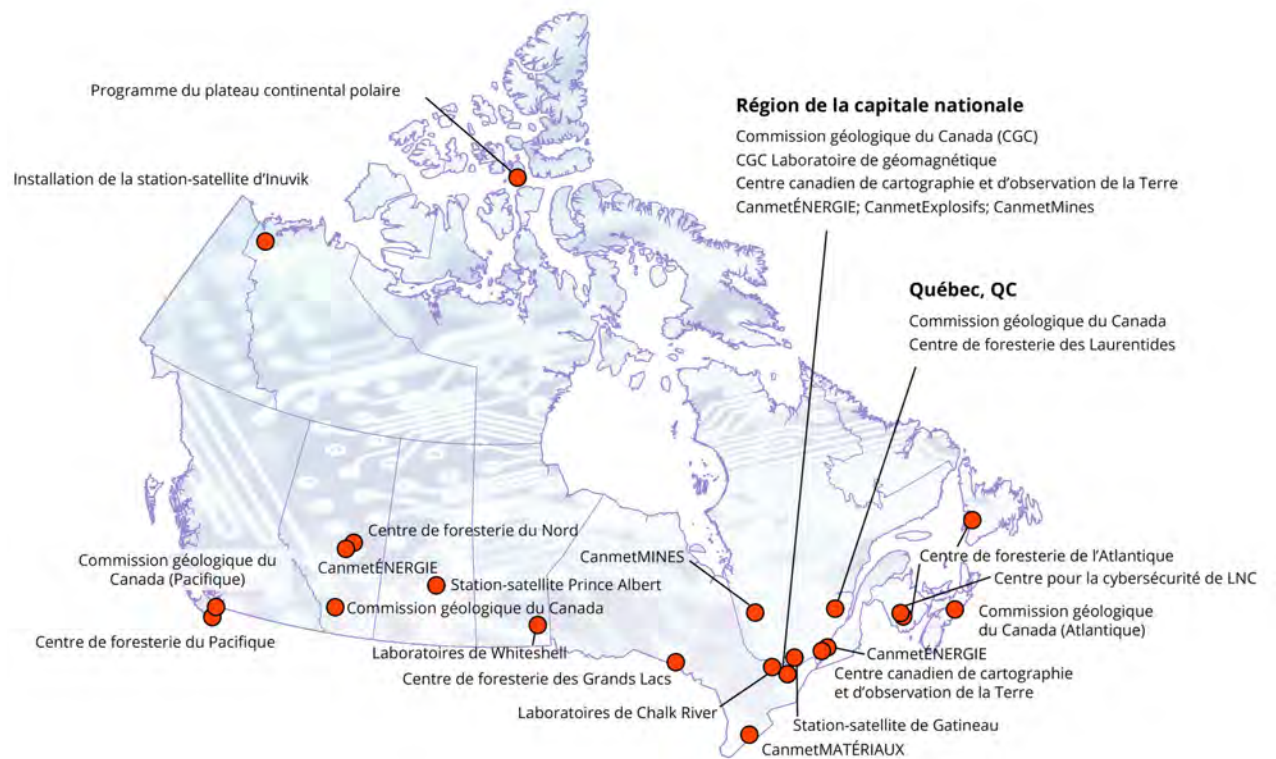 Programme du plateau continental polaire
Installation de la station-satellite d'Inuvik
Région de la capitale nationale
Commission géologique du Canada (CGC)
CGC Laboratoire de géomagnétique
Centre canadien de cartographie et d'observation de la Terre
CanmetÉNERGIE; CanmetExplosifs; CanmetMines
Québec, QC
Commission géologique du Canada
Centre de foresterie des Laurentides
Centre de foresterie du Nord
CanmetÉNERGIE
Commission géologique du
Canada (Pacifique)
Station-satellite Prince Albert
Commission géologique du Canada
Centre de foresterie du Pacifique
Laboratoires de Whiteshell
Centre de foresterie des Grands Lacs
CanmetMINES
Laboratoires de Chalk River
Centre de foresterie de l'Atlantique
Centre pour la cybersécurité de LNC
Commission géologique
du Canada (Atlantique)
CanmetÉNERGIE
Centre canadien de cartographie
et d'observation de la Terre
Station-satellite de Gatineau
CanmetMATÉRIAUX